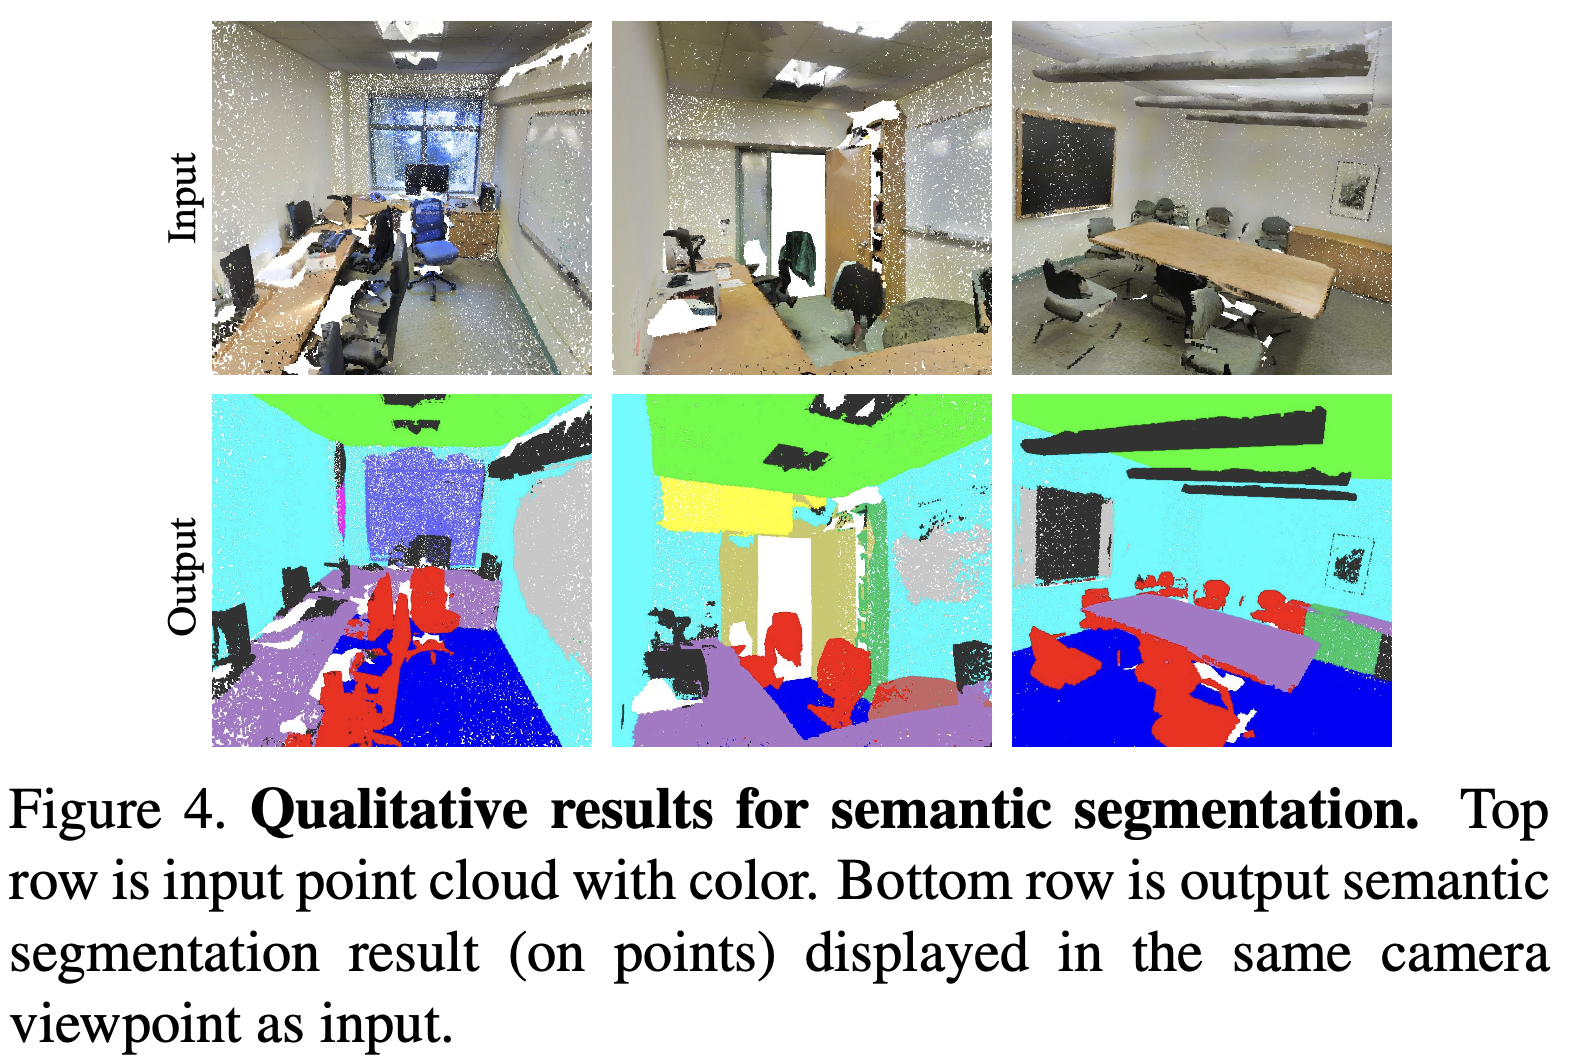 Input
Output
Figure 4. Qualitative results for semantic segmentation. Top
row is input point cloud with color. Bottom row is output semantic
segmentation result (on points) displayed in the same camera
viewpoint as input.